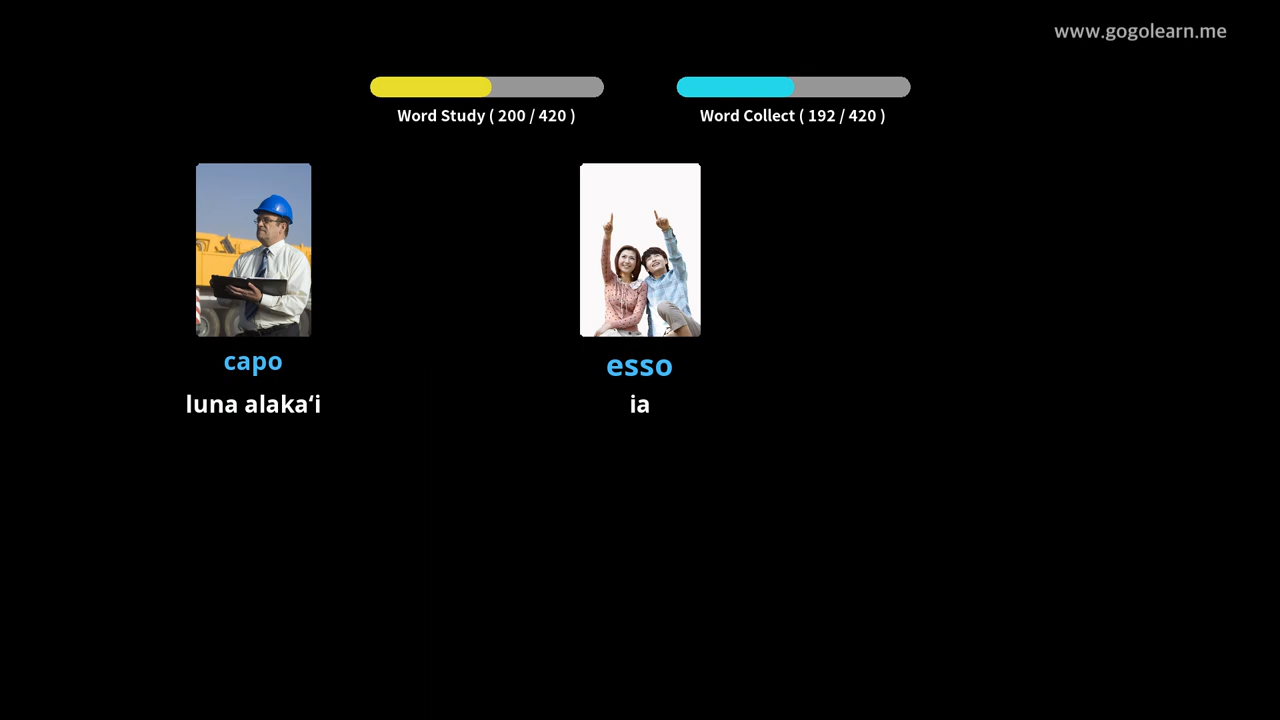 www.gogolearn.me
Word Study ( 200 / 420 )
Word Collect ( 192 / 420 )
capo
luna alakaʻi
esso
ia